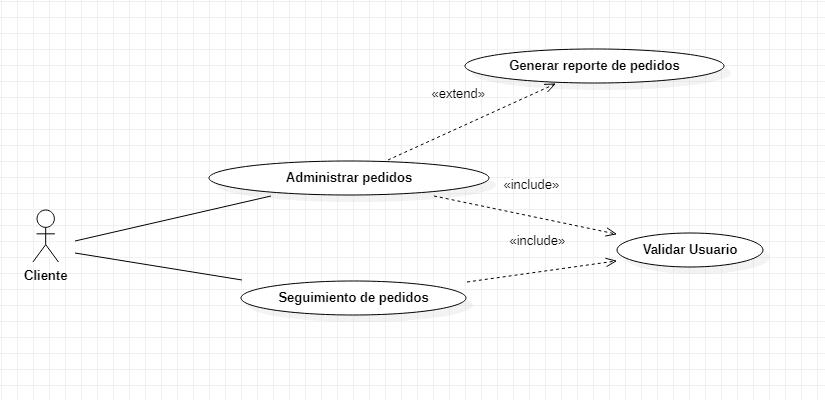 Generar reporte de pedidos
«extend»
Administrar pedidos
«include»
«include»
Validar Usuario
Cliente
Seguimiento de pedidos